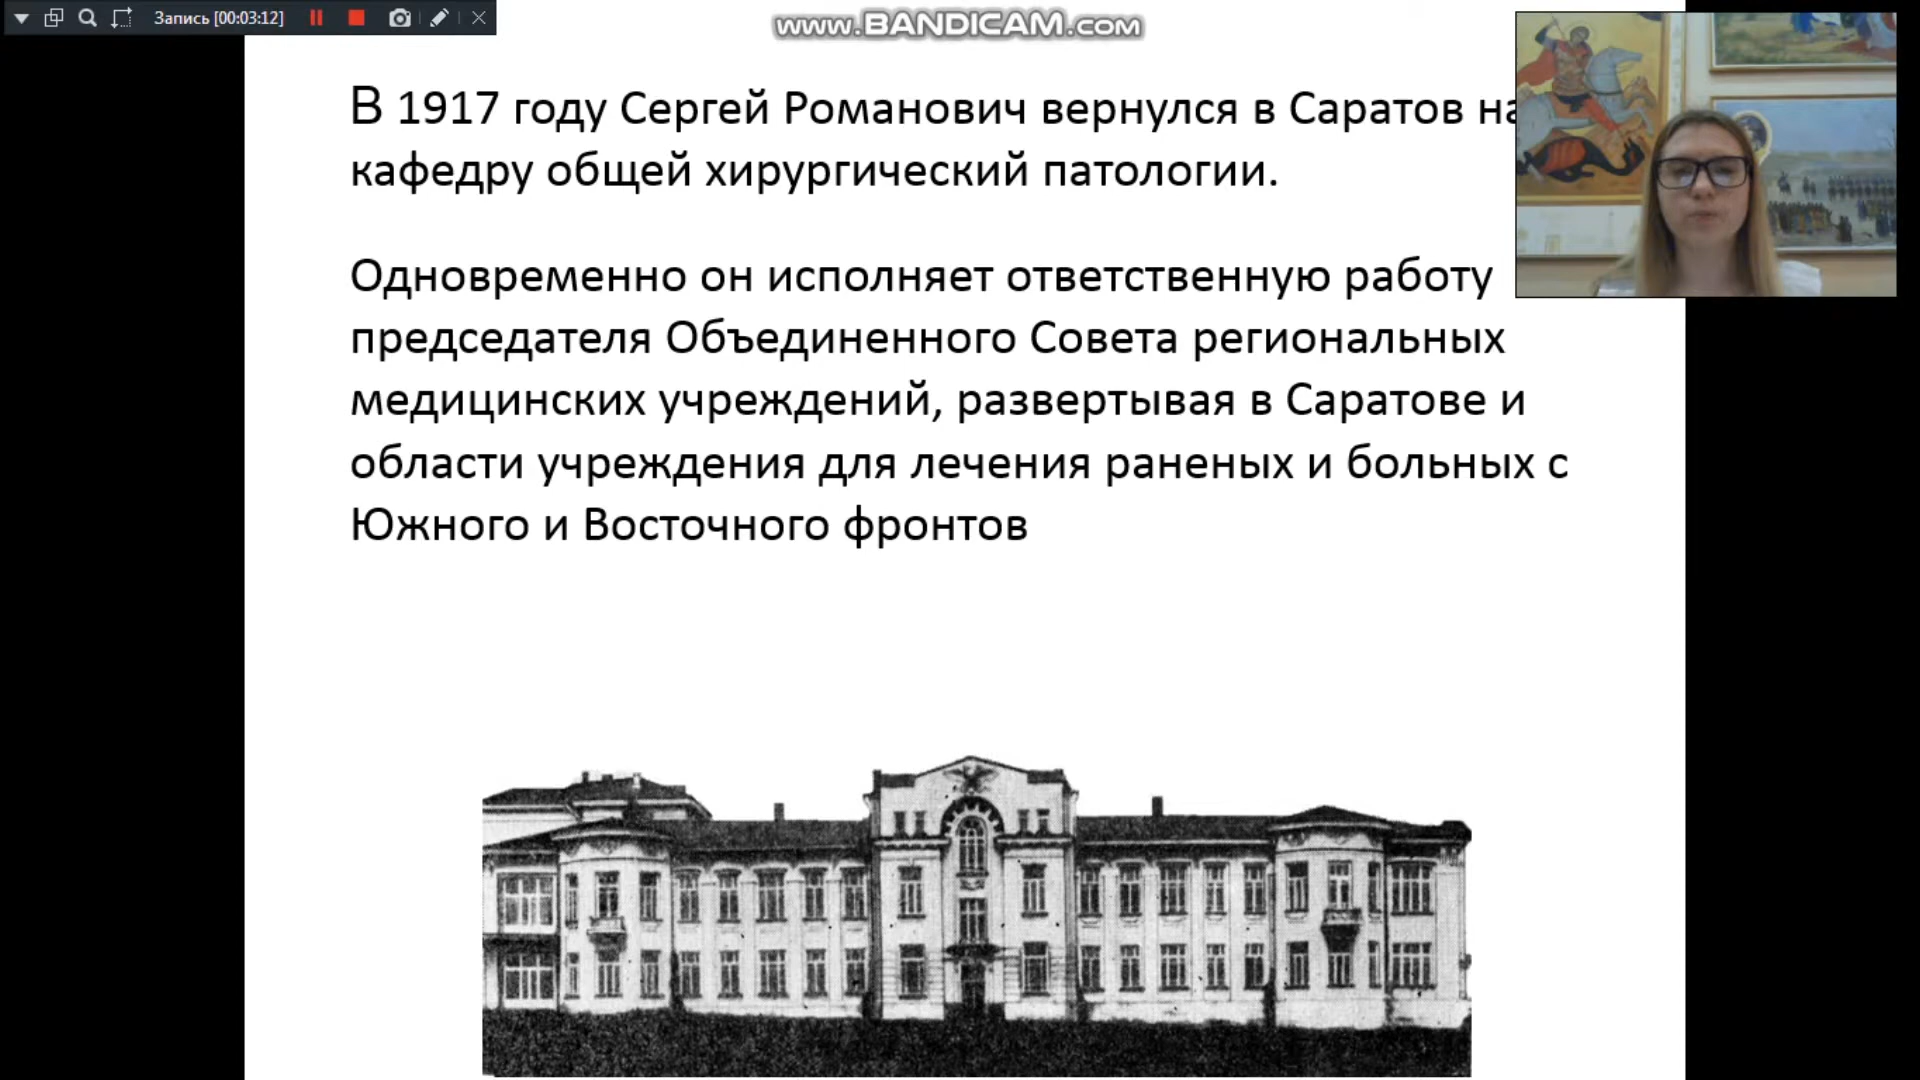 Запись [00:03:12]
www.BANDICAM.com
В 1917 году Сергей Романович вернулся в Саратов на
кафедру общей хирургический патологии.
Одновременно он исполняет ответственную работу
председателя Объединенного Совета региональных
медицинских учреждений, развертывая в Саратове и
области учреждения для лечения раненых и больных с
Южного и Восточного фронтов